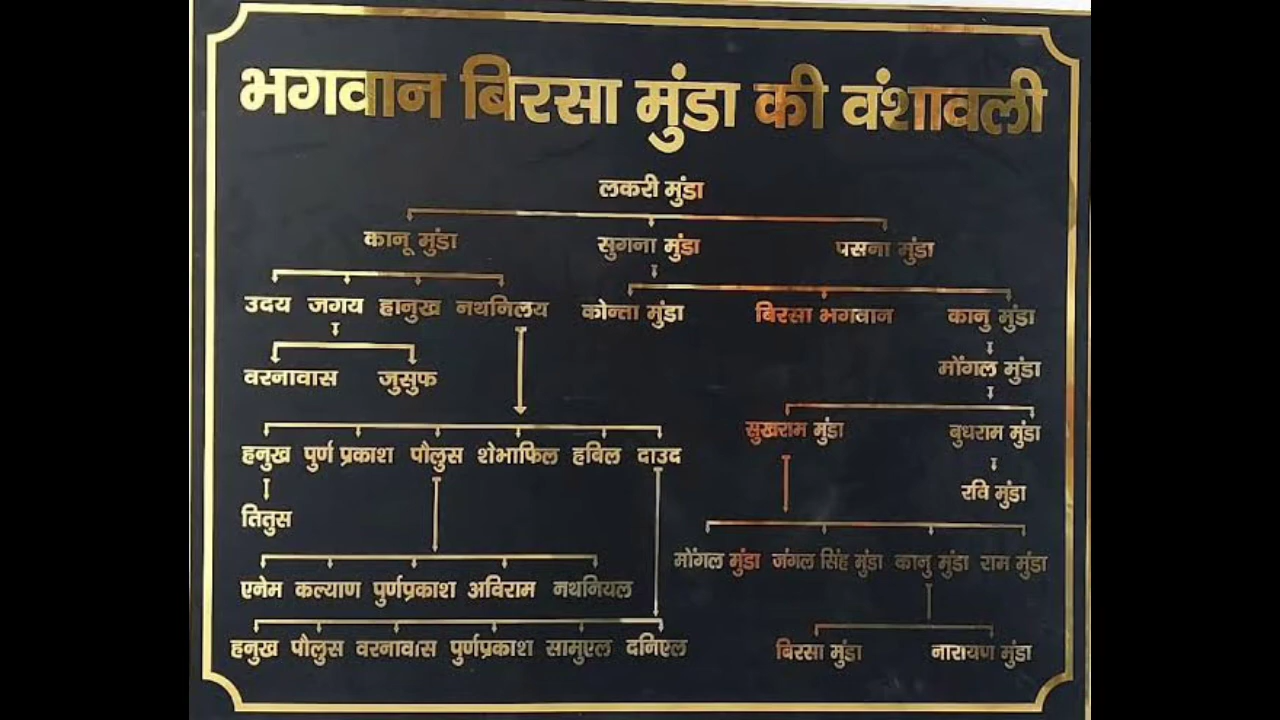 भगवान बिरसा मुंडा की वंशावली
लकरी मुंडा
कानू मुंडा सुगना मुंडा पसना मुंडा
उदय जगय हानुख नथनिलय कोन्ता मुंडा बिरसा भगवान कानु मुंडा
मोंगल मुंडा
वरनावास जुसुफ
सुखराम मुंडा बुधराम मुंडा
हनुख पुर्ण प्रकाश पौलुस शेभाफिल हबिल दाउद
रवि मुंडा
तितुस
मोंगल मुंडा जंगल सिंह मुंडा कानु मुंडा राम मुंडा
एनेम कल्याण पुर्णप्रकाश अविराम नथनियल
हनुख पौलुस वरनावास पुर्णप्रकाश सामुएल दनिएल बिरसा मुंडा नारायण मुंडा